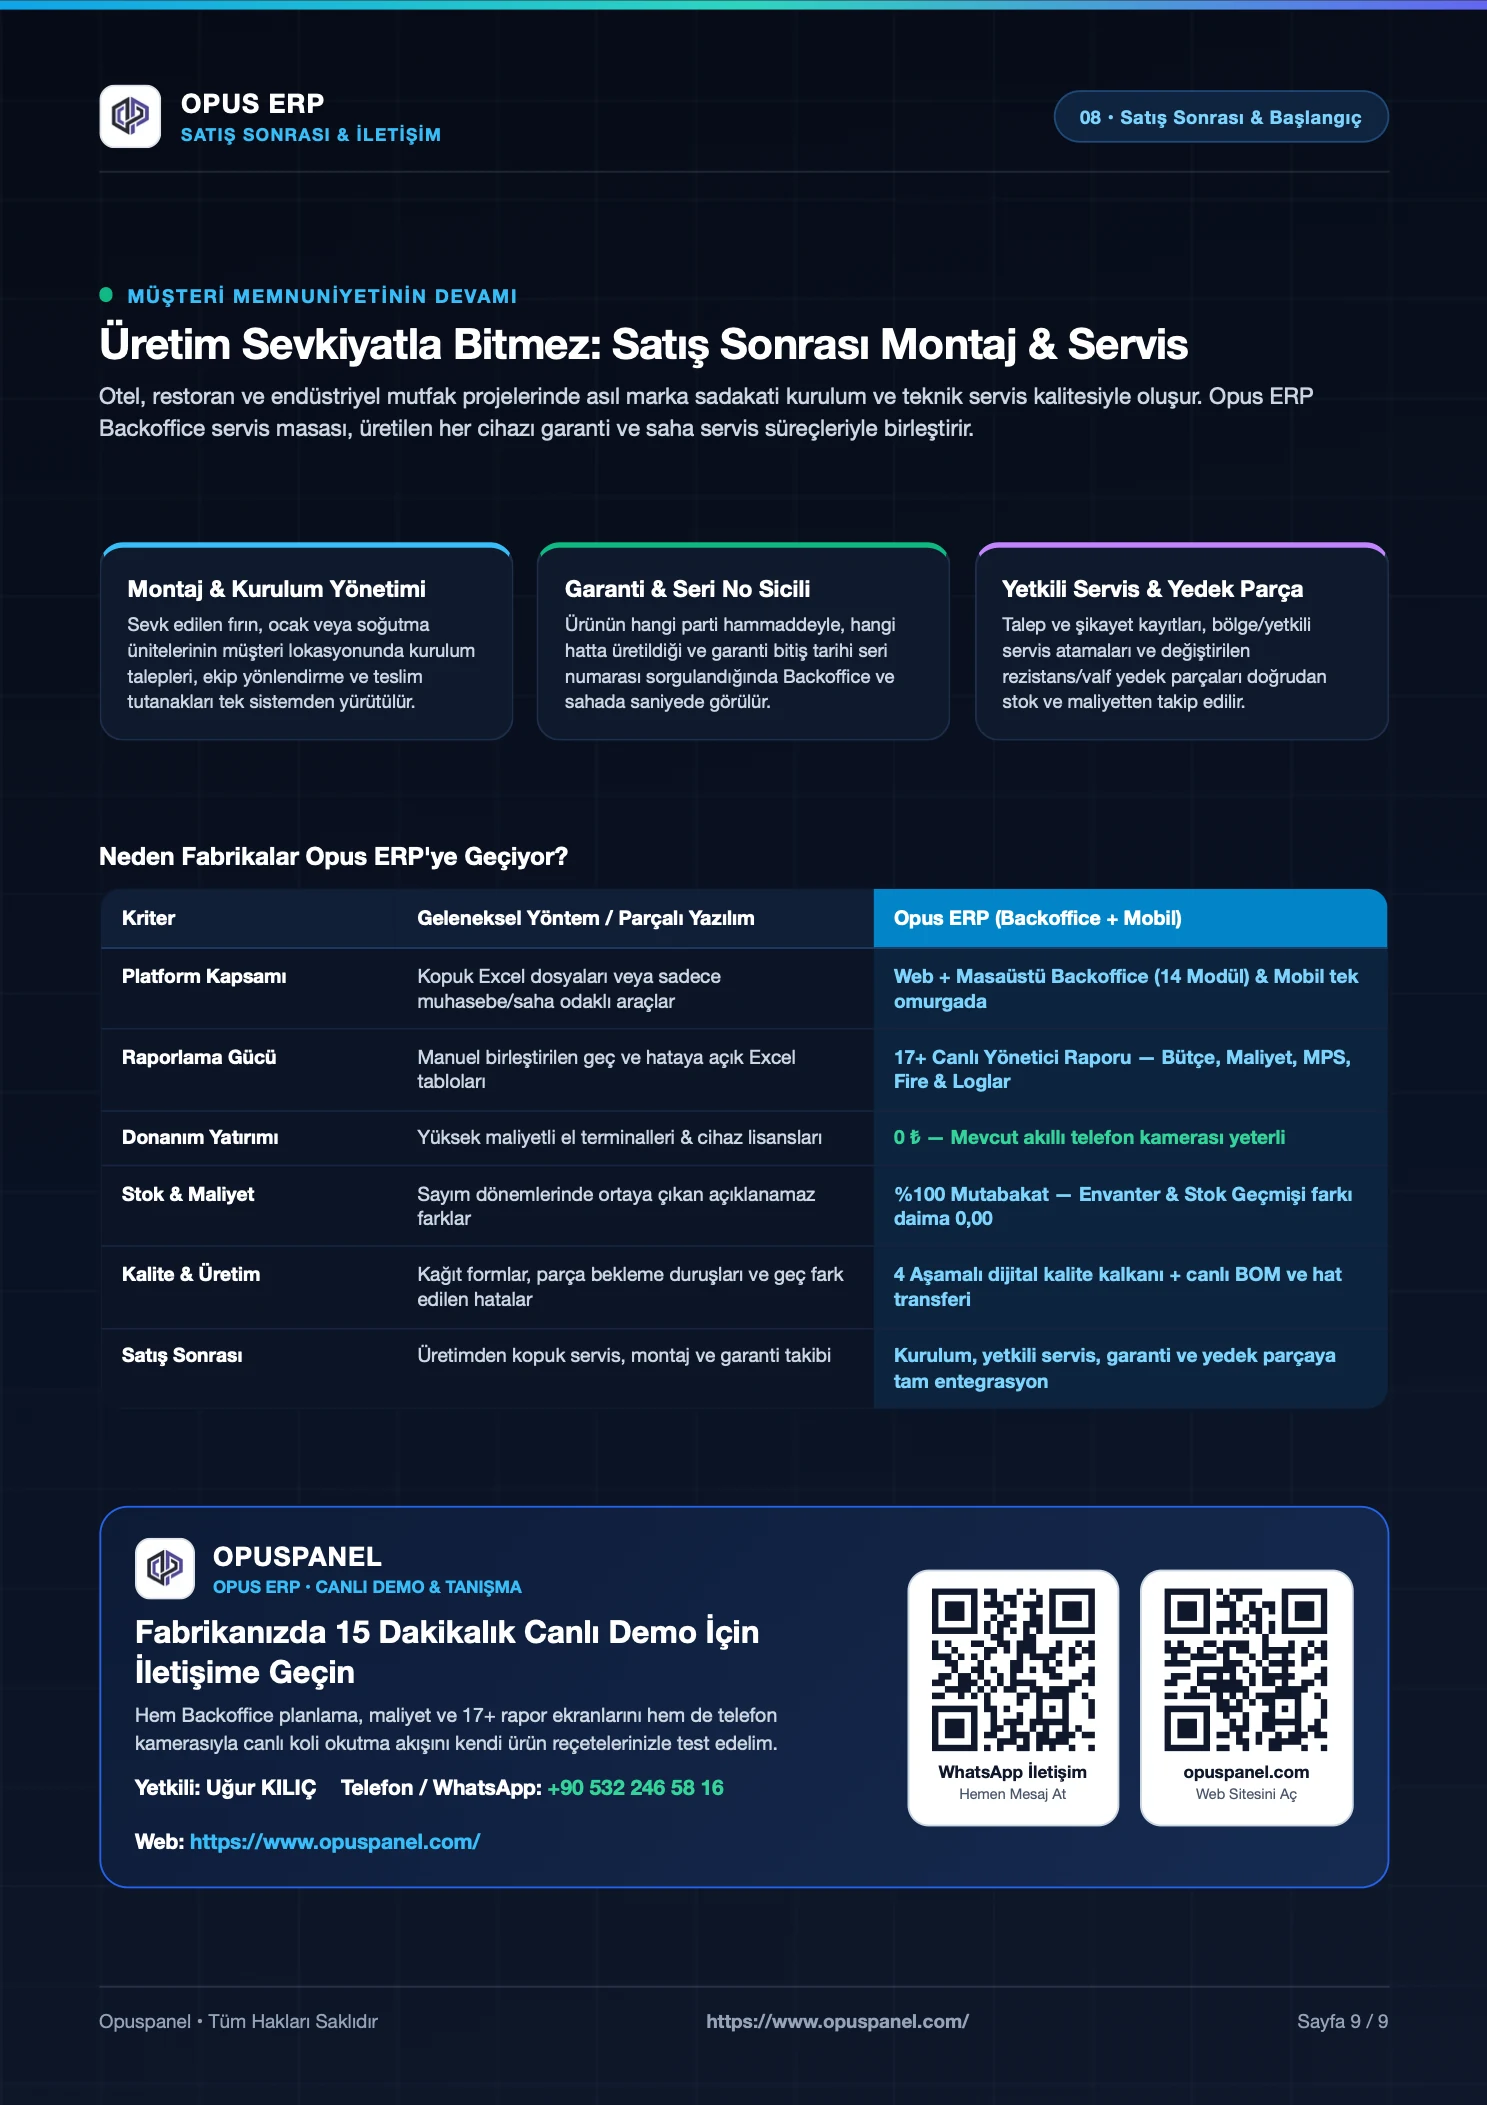 OPUS ERP
SATIŞ SONRASI & İLETİŞİM
08 • Satış Sonrası & Başlangıç
MÜŞTERİ MEMNUNİYETİNİN DEVAMI
Üretim Sevkiyatla Bitmez: Satış Sonrası Montaj & Servis
Otel, restoran ve endüstriyel mutfak projelerinde asıl marka sadakati kurulum ve teknik servis kalitesiyle oluşur. Opus ERP
Backoffice servis masası, üretilen her cihazı garanti ve saha servis süreçleriyle birleştirir.
Montaj & Kurulum Yönetimi
Sevk edilen fırın, ocak veya soğutma
ünitelerinin müşteri lokasyonunda kurulum
talepleri, ekip yönlendirme ve teslim
tutanakları tek sistemden yürütülür.
Garanti & Seri No Sicili
Ürünün hangi parti hammaddeyle, hangi
hatta üretildiği ve garanti bitiş tarihi seri
numarası sorgulandığında Backoffice ve
sahada saniyede görülür.
Yetkili Servis & Yedek Parça
Talep ve şikayet kayıtları, bölge/yetkili
servis atamaları ve değiştirilen
rezistans/valf yedek parçaları doğrudan
stok ve maliyetten takip edilir.
Neden Fabrikalar Opus ERP'ye Geçiyor?
Kriter
Geleneksel Yöntem / Parçalı Yazılım
Opus ERP (Backoffice + Mobil)
Platform Kapsamı
Kopuk Excel dosyaları veya sadece
muhasebe/saha odaklı araçlar
Web + Masaüstü Backoffice (14 Modül) & Mobil tek
omurgada
Raporlama Gücü
Manuel birleştirilen geç ve hataya açık Excel
tabloları
17+ Canlı Yönetici Raporu — Bütçe, Maliyet, MPS,
Fire & Loglar
Donanım Yatırımı
Yüksek maliyetli el terminalleri & cihaz lisansları
0 ₺ — Mevcut akıllı telefon kamerası yeterli
Stok & Maliyet
Sayım dönemlerinde ortaya çıkan açıklanamaz
farklar
%100 Mutabakat — Envanter & Stok Geçmişi farkı
daima 0,00
Kalite & Üretim
Kağıt formlar, parça bekleme duruşları ve geç fark
edilen hatalar
4 Aşamalı dijital kalite kalkanı + canlı BOM ve hat
transferi
Satış Sonrası
Üretimden kopuk servis, montaj ve garanti takibi
Kurulum, yetkili servis, garanti ve yedek parçaya
tam entegrasyon
OPUSPANEL
OPUS ERP • CANLI DEMO & TANIŞMA
Fabrikanızda 15 Dakikalık Canlı Demo İçin
İletişime Geçin
Hem Backoffice planlama, maliyet ve 17+ rapor ekranlarını hem de telefon
kamerasıyla canlı koli okutma akışını kendi ürün reçetelerinizle test edelim.
Yetkili: Uğur KILIÇ Telefon / WhatsApp: +90 532 246 58 16
Web: https://www.opuspanel.com/
WhatsApp İletişim
Hemen Mesaj At
opuspanel.com
Web Sitesini Aç
Opuspanel • Tüm Hakları Saklıdır
https://www.opuspanel.com/
Sayfa 9 / 9